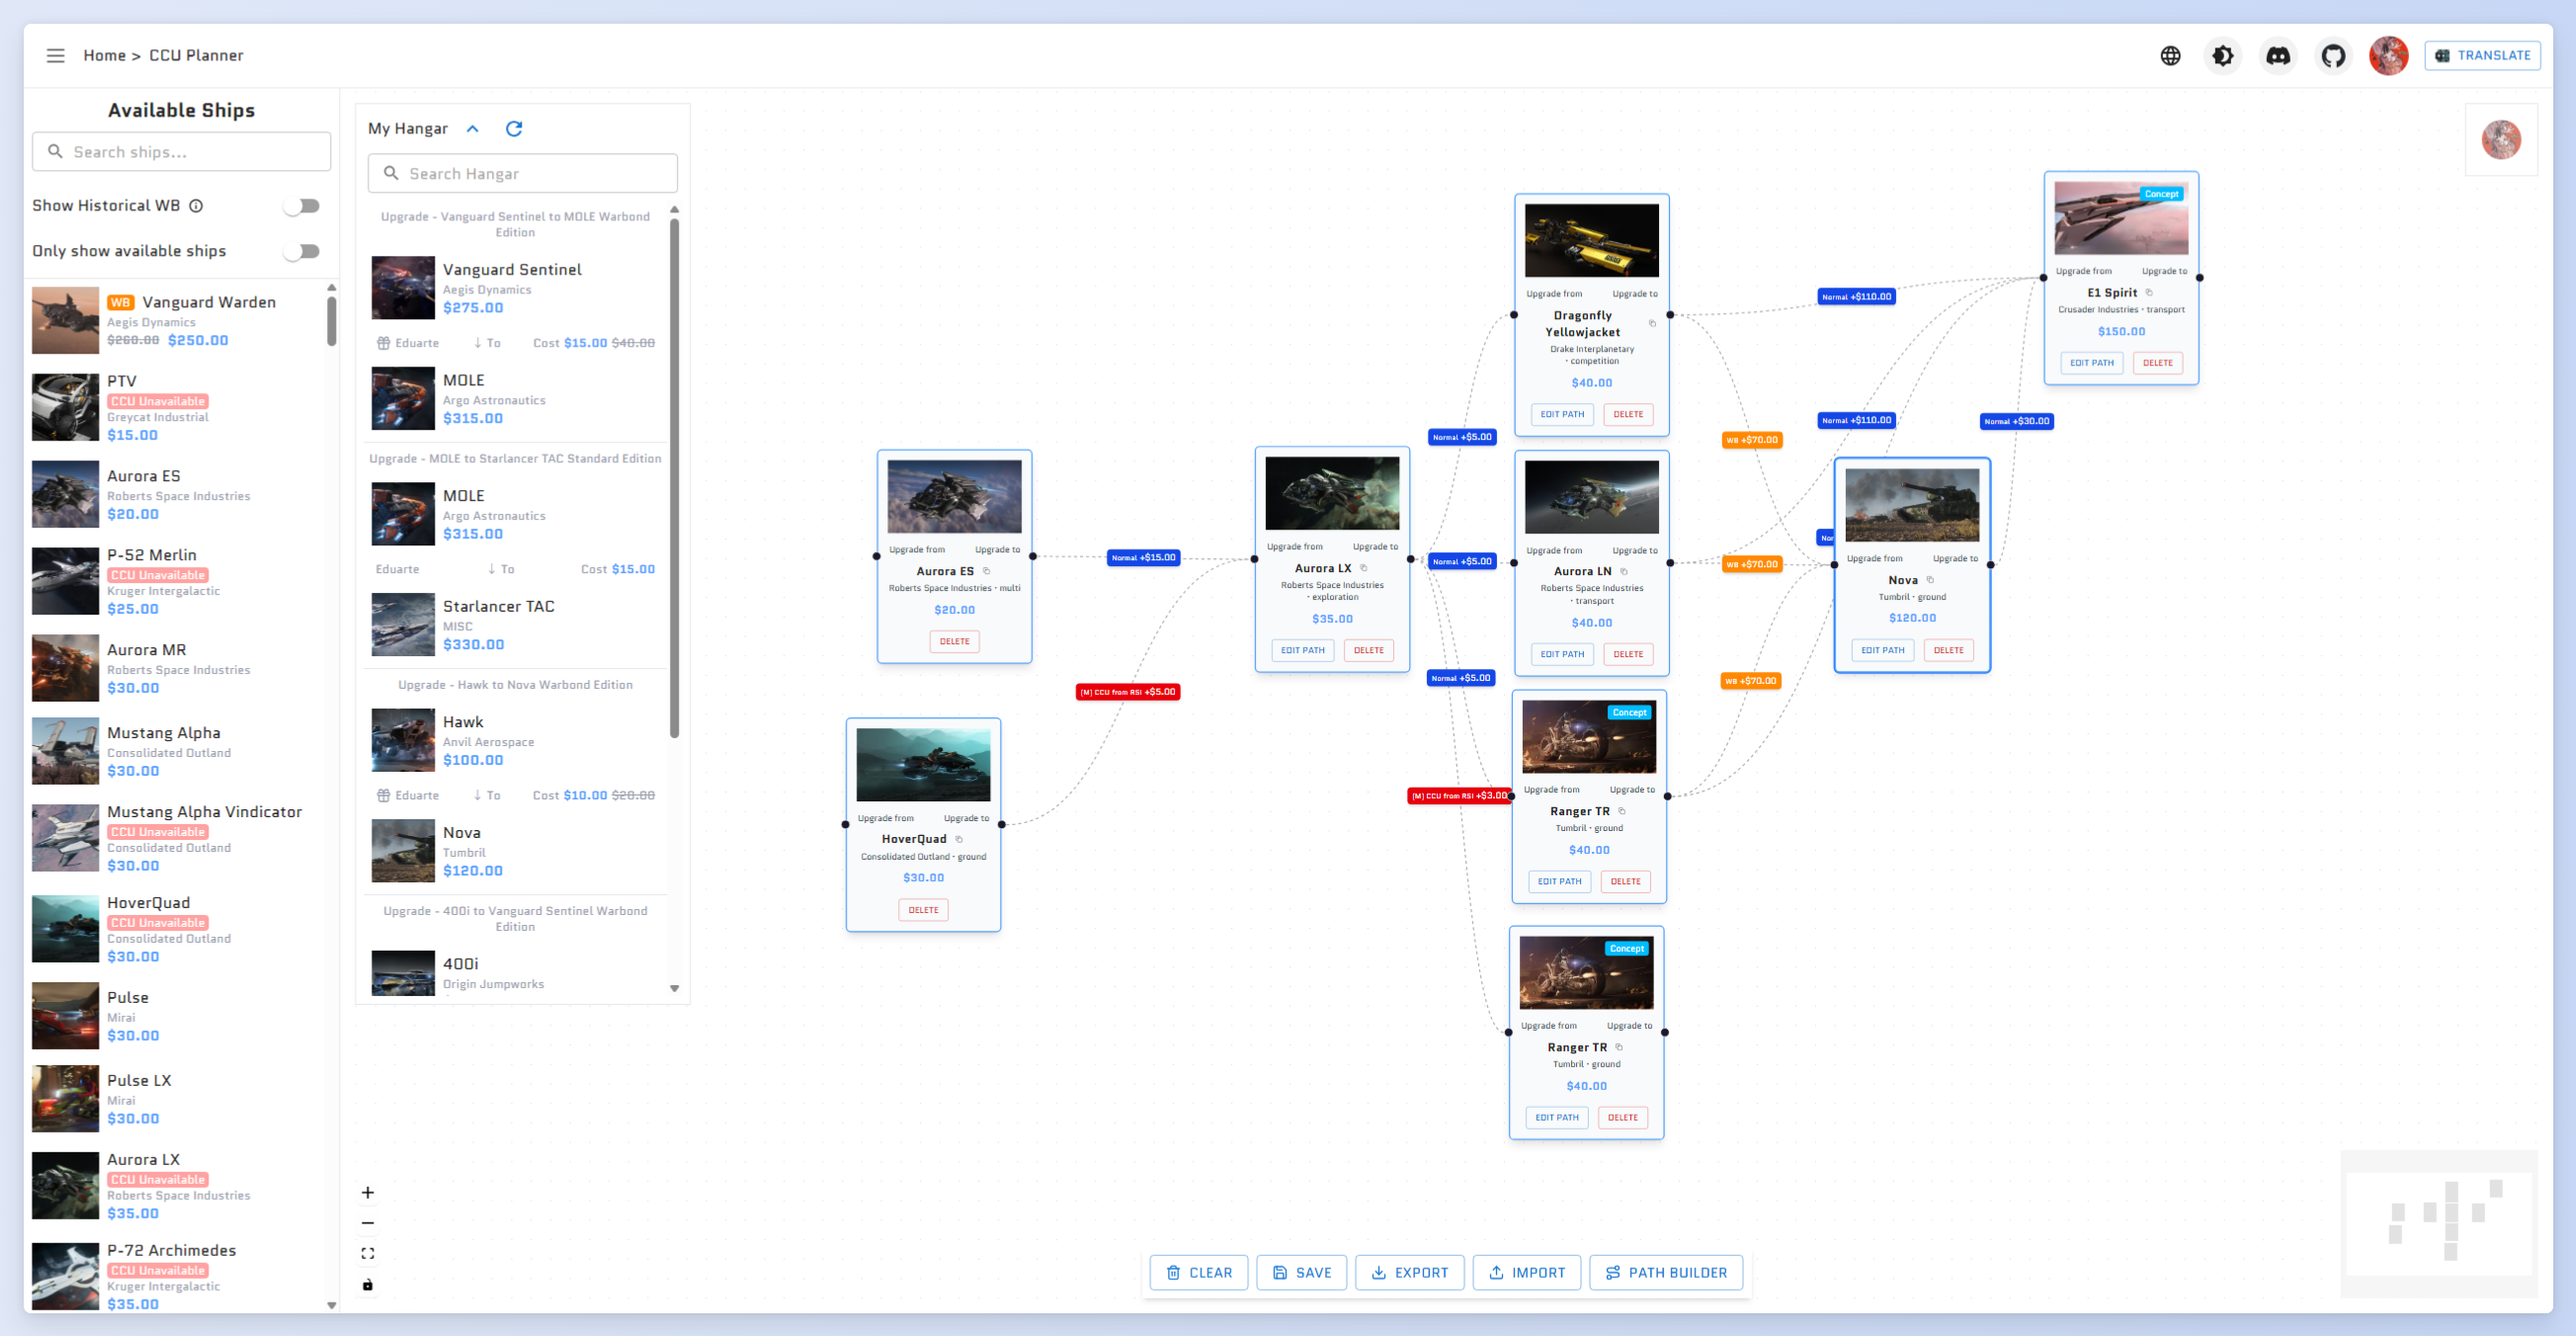 Home > CCU Planner
TRANSLATE
Available Ships
Search ships...
Show Historical WB
Only show available ships
WB Vanguard Warden
Aegis Dynamics
$260.00 $250.00
PTV
CCU Unavailable
Greycat Industrial
$15.00
Aurora ES
Roberts Space Industries
$20.00
P-52 Merlin
CCU Unavailable
Kruger Intergalactic
$25.00
Aurora MR
Roberts Space Industries
$30.00
Mustang Alpha
Consolidated Outland
$30.00
Mustang Alpha Vindicator
CCU Unavailable
Consolidated Outland
$30.00
HoverQuad
CCU Unavailable
Consolidated Outland
$30.00
Pulse
Mirai
$30.00
Pulse LX
Mirai
$30.00
Aurora LX
CCU Unavailable
Roberts Space Industries
$35.00
P-72 Archimedes
CCU Unavailable
Kruger Intergalactic
$35.00
My Hangar
Search Hangar
Upgrade - Vanguard Sentinel to MOLE Warbond
Edition
Vanguard Sentinel
Aegis Dynamics
$275.00
Eduarte ↓ To Cost $15.00 $40.00
MOLE
Argo Astronautics
$315.00
Upgrade - MOLE to Starlancer TAC Standard Edition
MOLE
Argo Astronautics
$315.00
Eduarte ↓ To Cost $15.00
Starlancer TAC
MISC
$330.00
Upgrade - Hawk to Nova Warbond Edition
Hawk
Anvil Aerospace
$100.00
Eduarte ↓ To Cost $10.00 $20.00
Nova
Tumbril
$120.00
Upgrade - 400i to Vanguard Sentinel Warbond
Edition
400i
Origin Jumpworks
Upgrade from Upgrade to
Aurora ES
Roberts Space Industries · multi
$20.00
DELETE
Upgrade from Upgrade to
HoverQuad
Consolidated Outland · ground
$30.00
DELETE
Normal +$15.00
[M] CCU from RSI +$5.00
Upgrade from Upgrade to
Aurora LX
Roberts Space Industries
· exploration
$35.00
EDIT PATH DELETE
Normal +$5.00
Normal +$5.00
Normal +$5.00
[M] CCU from RSI +$3.00
Upgrade from Upgrade to
Dragonfly
Yellowjacket
Drake Interplanetary
· competition
$40.00
EDIT PATH DELETE
Upgrade from Upgrade to
Aurora LN
Roberts Space Industries
· transport
$40.00
EDIT PATH DELETE
Concept
Upgrade from Upgrade to
Ranger TR
Tumbril · ground
$40.00
EDIT PATH DELETE
Concept
Upgrade from Upgrade to
Ranger TR
Tumbril · ground
$40.00
EDIT PATH DELETE
Normal +$110.00
Normal +$110.00
WB +$70.00
WB +$70.00
WB +$70.00
Nor
Upgrade from Upgrade to
Nova
Tumbril · ground
$120.00
EDIT PATH DELETE
Normal +$30.00
Concept
Upgrade from Upgrade to
E1 Spirit
Crusader Industries · transport
$150.00
EDIT PATH DELETE
CLEAR
SAVE
EXPORT
IMPORT
PATH BUILDER